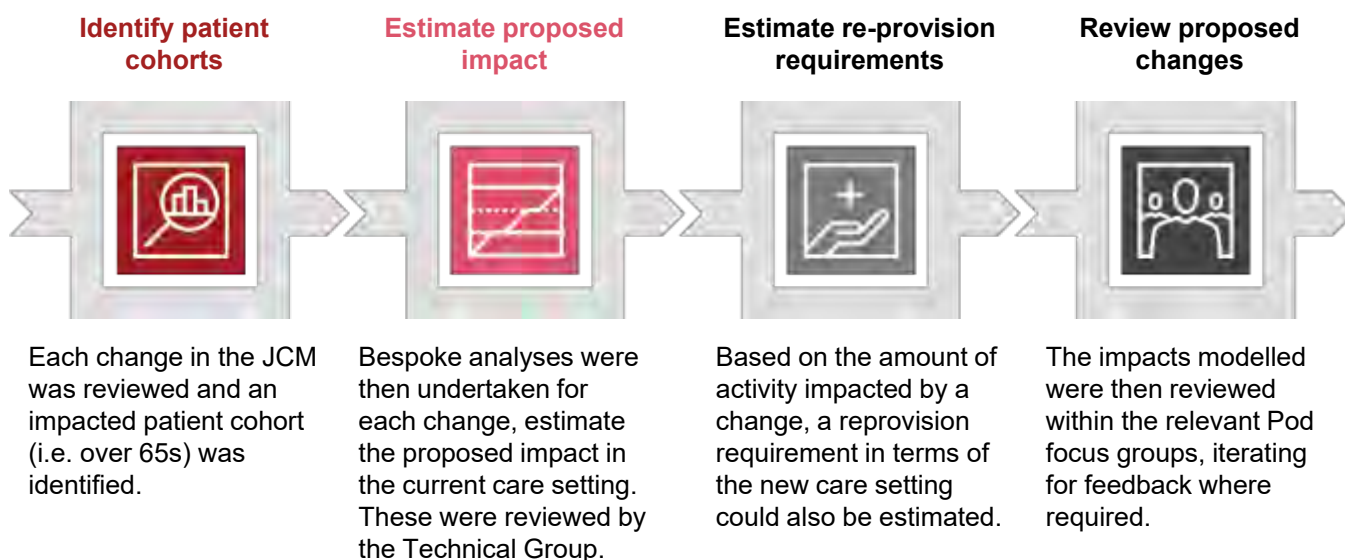 Identify patient
cohorts
Each change in the JCM
was reviewed and an
impacted patient cohort
(i.e. over 65s) was
identified.
Estimate proposed
impact
Bespoke analyses were
then undertaken for
each change, estimate
the proposed impact in
the current care setting.
These were reviewed by
the Technical Group.
Estimate re-provision
requirements
Based on the amount of
activity impacted by a
change, a reprovision
requirement in terms of
the new care setting
could also be estimated.
Review proposed
changes
The impacts modelled
were then reviewed
within the relevant Pod
focus groups, iterating
for feedback where
required.